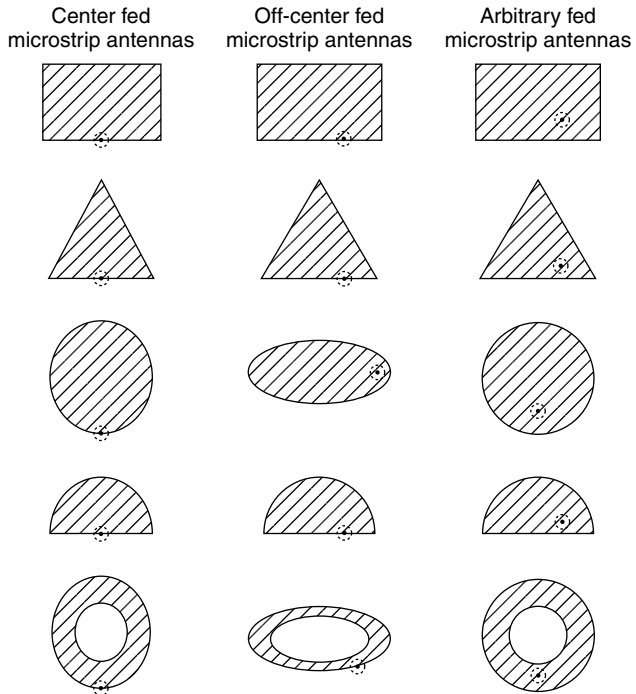 Center fed
microstrip antennas
Off-center fed
microstrip antennas
Arbitrary fed
microstrip antennas